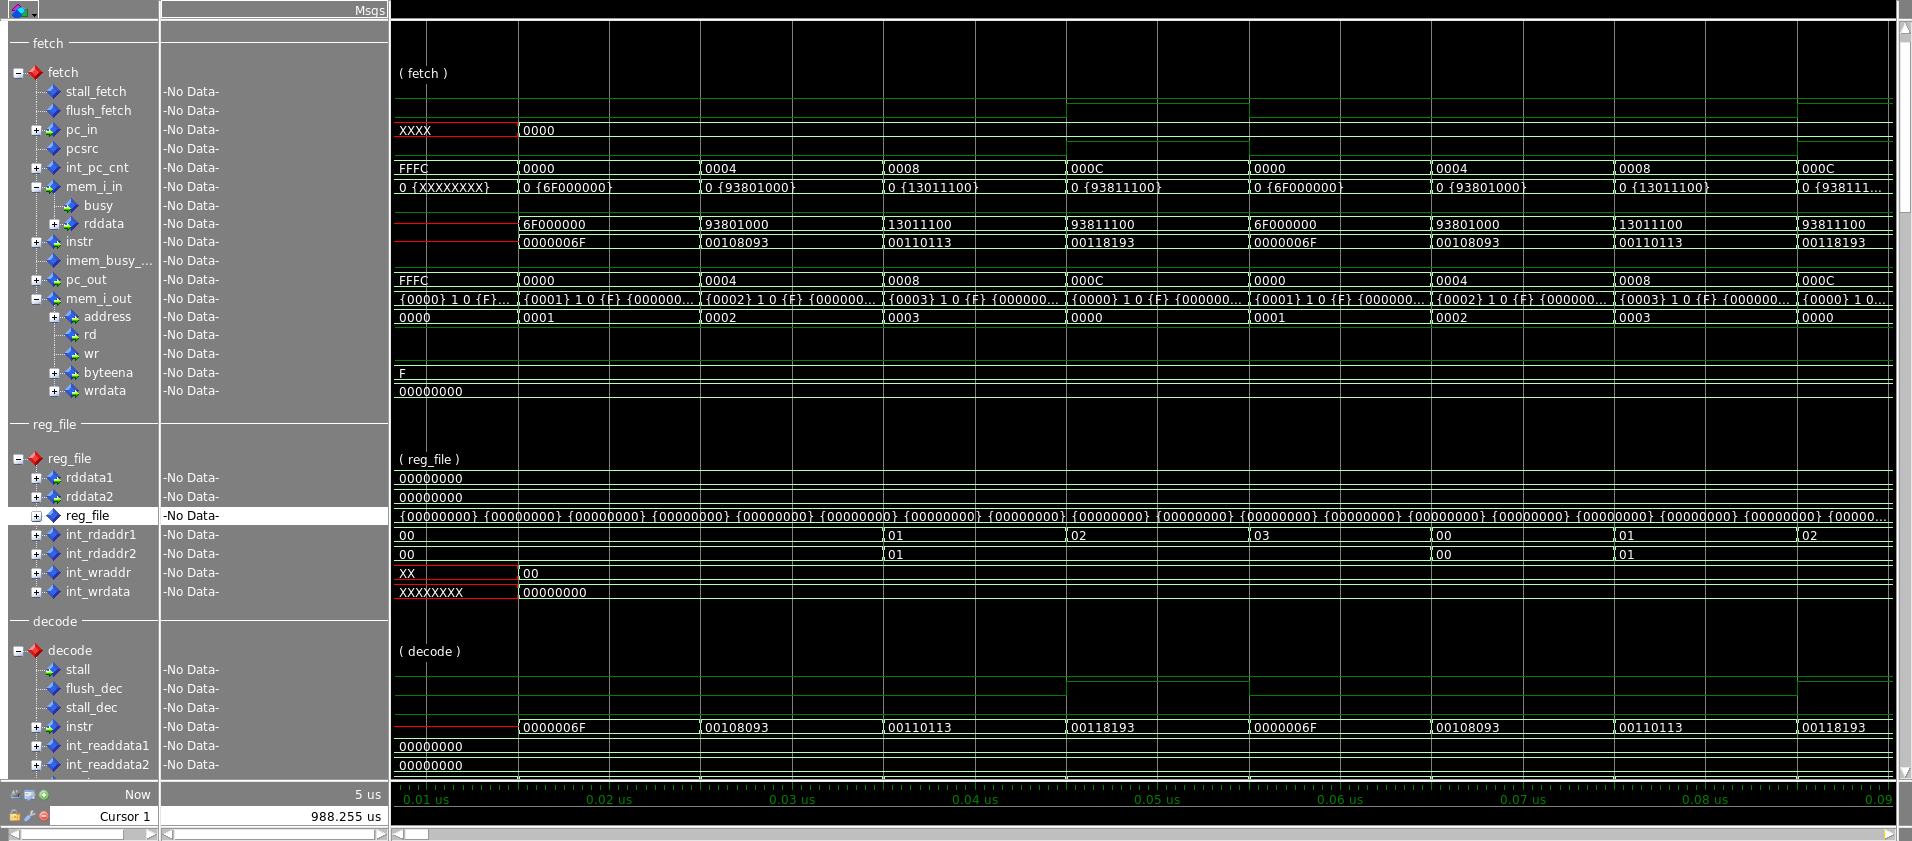 Msgs
fetch
fetch -No Data- ( fetch )
stall_fetch -No Data-
flush_fetch -No Data-
pc_in -No Data- XXXX 0000
pcsrc -No Data-
int_pc_cnt -No Data- FFFC 0000 0004 0008 000C 0000 0004 0008 000C
mem_i_in -No Data- 0 {XXXXXXXX} 0 {6F000000} 0 {93801000} 0 {13011100} 0 {93811100} 0 {6F000000} 0 {93801000} 0 {13011100} 0 {938111...
busy -No Data-
rddata -No Data- 6F000000 93801000 13011100 93811100 6F000000 93801000 13011100 93811100
instr -No Data- 0000006F 00108093 00110113 00118193 0000006F 00108093 00110113 00118193
imem_busy_... -No Data-
pc_out -No Data- FFFC 0000 0004 0008 000C 0000 0004 0008 000C
mem_i_out -No Data- {0000} 1 0 {F}... {0001} 1 0 {F} {000000... {0002} 1 0 {F} {000000... {0003} 1 0 {F} {000000... {0000} 1 0 {F} {000000... {0001} 1 0 {F} {000000... {0002} 1 0 {F} {000000... {0003} 1 0 {F} {000000... {0000} 1 0...
address -No Data- 0000 0001 0002 0003 0000 0001 0002 0003 0000
rd -No Data-
wr -No Data-
byteena -No Data- F
wrdata -No Data- 00000000
reg_file
reg_file ( reg_file )
rddata1 -No Data- 00000000
rddata2 -No Data- 00000000
reg_file -No Data- {00000000} {00000000} {00000000} {00000000} {00000000} {00000000} {00000000} {00000000} {00000000} {00000000} {00000000} {00000000} {00000000} {00000000} {00000000} {00000000} {00000000} {00000...
int_rdaddr1 -No Data- 00 01 02 03 00 01 02
int_rdaddr2 -No Data- 00 01 00 01
int_wraddr -No Data- XX 00
int_wrdata -No Data- XXXXXXXX 00000000
decode
decode ( decode )
stall -No Data-
flush_dec -No Data-
stall_dec -No Data-
instr -No Data- 0000006F 00108093 00110113 00118193 0000006F 00108093 00110113 00118193
int_readdata1 -No Data- 00000000
int_readdata2 -No Data- 00000000
Now 5 us 0.01 us 0.02 us 0.03 us 0.04 us 0.05 us 0.06 us 0.07 us 0.08 us 0.09
Cursor 1 988.255 us